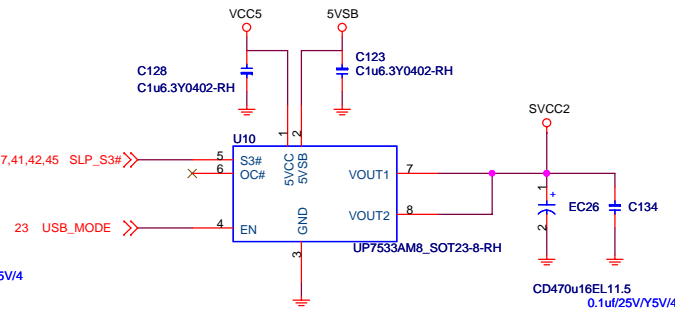 VCC5
5VSB
C128
C1u6.3Y0402-RH
C123
C1u6.3Y0402-RH
SVCC2
U10
1
2
7,41,42,45 SLP_S3#
5
S3#
6
OC#
5VCC
5VSB
VOUT1
7
VOUT2
8
23 USB_MODE
4
EN
GND
3
UP7533AM8_SOT23-8-RH
1
+
2
EC26
C134
5V/4
CD470u16EL11.5
0.1uf/25V/Y5V/4